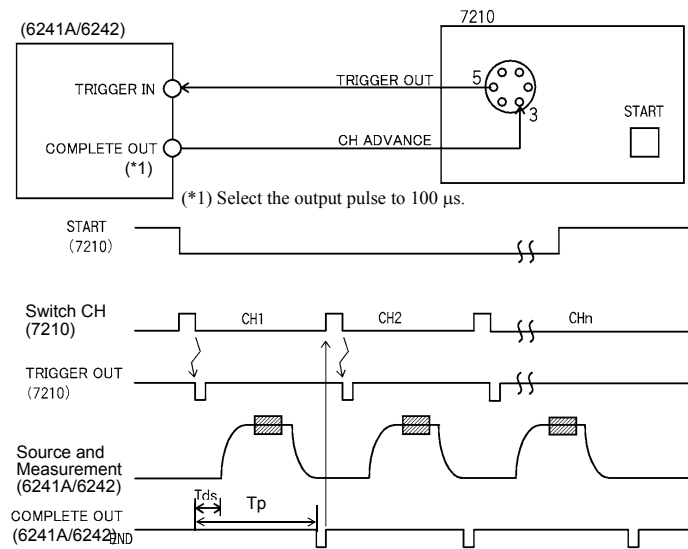 7210
(6241A/6242)
TRIGGER IN
TRIGGER OUT
5
3
START
COMPLETE OUT
(*1)
CH ADVANCE
(*1) Select the output pulse to 100 μs.
START
(7210)
Switch CH
(7210)
CH1
CH2
CHn
TRIGGER OUT
(7210)
Source and
Measurement
(6241A/6242)
Tds
Tp
COMPLETE OUT
(6241A/6242)
END